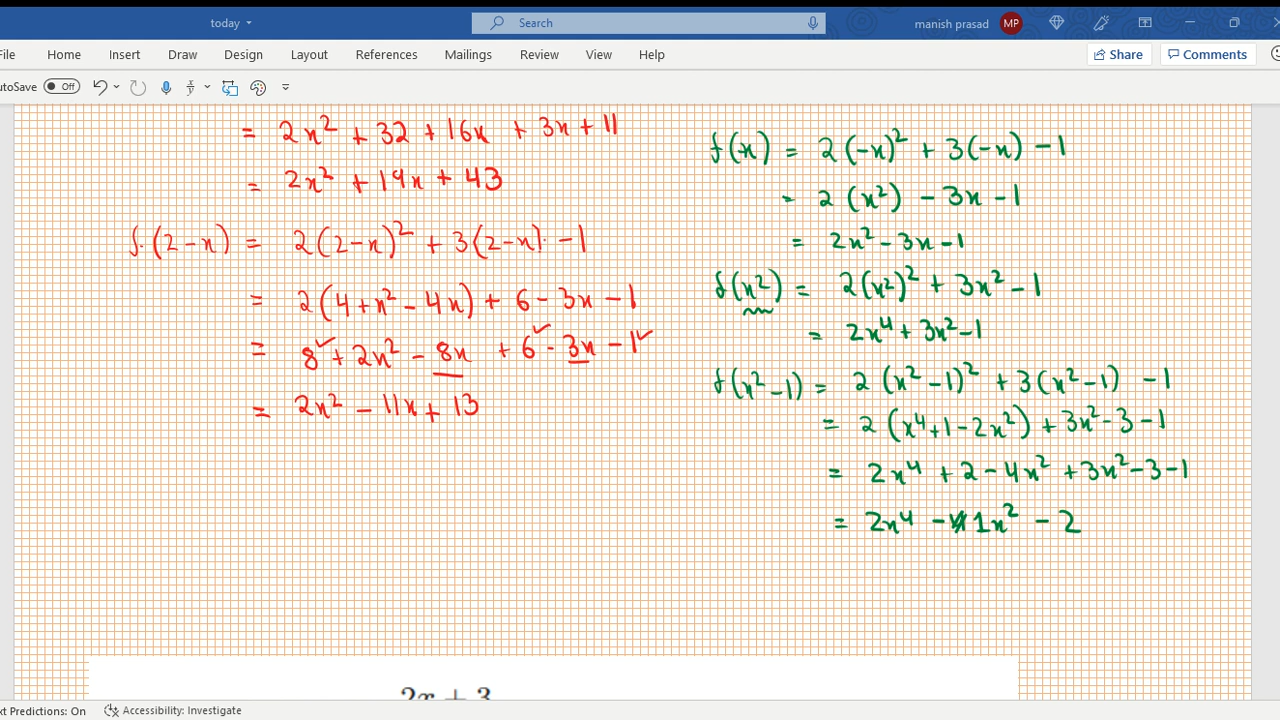 today
Search
manish prasad MP
File Home Insert Draw Design Layout References Mailings Review View Help Share Comments
AutoSave Off
= 2x² + 32 + 16x + 3x + 11
= 2x² + 19x + 43
f(2-x) = 2(2-x)² + 3(2-x) - 1
= 2(4+x² - 4x) + 6 - 3x - 1
= 8 + 2x² - 8x + 6 - 3x - 1
= 2x² - 11x + 13
f(x) = 2(-x)² + 3(-x) - 1
= 2(x²) - 3x - 1
= 2x² - 3x - 1
f(x²) = 2(x²)² + 3x² - 1
= 2x⁴ + 3x² - 1
f(x² - 1) = 2(x² - 1)² + 3(x² - 1) - 1
= 2(x⁴ + 1 - 2x²) + 3x² - 3 - 1
= 2x⁴ + 2 - 4x² + 3x² - 3 - 1
= 2x⁴ - 1x² - 2
2x + 3
xt Predictions: On Accessibility: Investigate